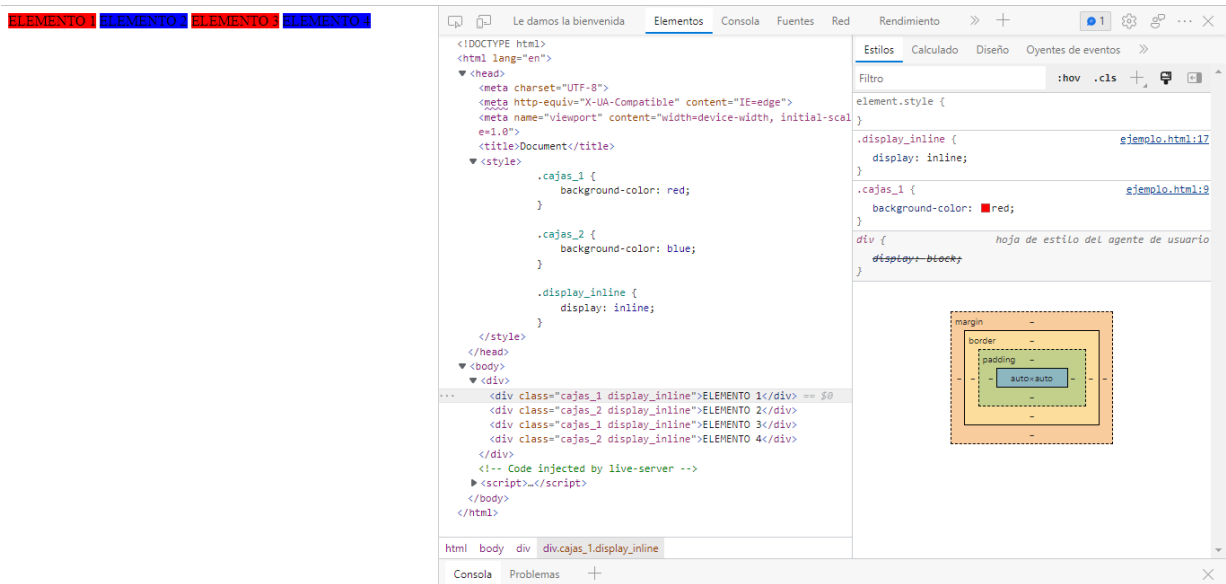 ELEMENTO 1 ELEMENTO 2 ELEMENTO 3 ELEMENTO 4
Le damos la bienvenida Elementos Consola Fuentes Red Rendimiento 1
<!DOCTYPE html>
<html lang="en">
<head>
<meta charset="UTF-8">
<meta http-equiv="X-UA-Compatible" content="IE=edge">
<meta name="viewport" content="width=device-width, initial-scal
e=1.0">
<title>Document</title>
<style>
.cajas_1 {
background-color: red;
}
.cajas_2 {
background-color: blue;
}
.display_inline {
display: inline;
}
</style>
</head>
<body>
<div>
<div class="cajas_1 display_inline">ELEMENTO 1</div> == $0
<div class="cajas_2 display_inline">ELEMENTO 2</div>
<div class="cajas_1 display_inline">ELEMENTO 3</div>
<div class="cajas_2 display_inline">ELEMENTO 4</div>
</div>
<!-- Code injected by live-server -->
<script>…</script>
</body>
</html>
html body div div.cajas_1.display_inline
Consola Problemas
Estilos Calculado Diseño Oyentes de eventos
Filtro :hov .cls
element.style {
}
.display_inline { ejemplo.html:17
display: inline;
}
.cajas_1 { ejemplo.html:9
background-color: red;
}
div { hoja de estilo del agente de usuario
display: block;
}
margin -
border -
padding -
- - - auto×auto - - -
-
-
-